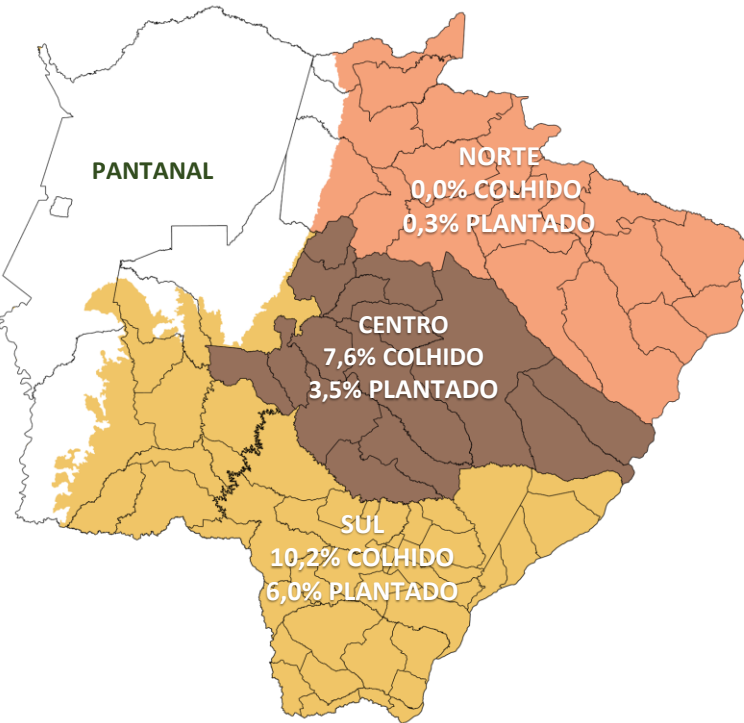 PANTANAL
NORTE
0,0% COLHIDO
0,3% PLANTADO
CENTRO
7,6% COLHIDO
3,5% PLANTADO
SUL
10,2% COLHIDO
6,0% PLANTADO